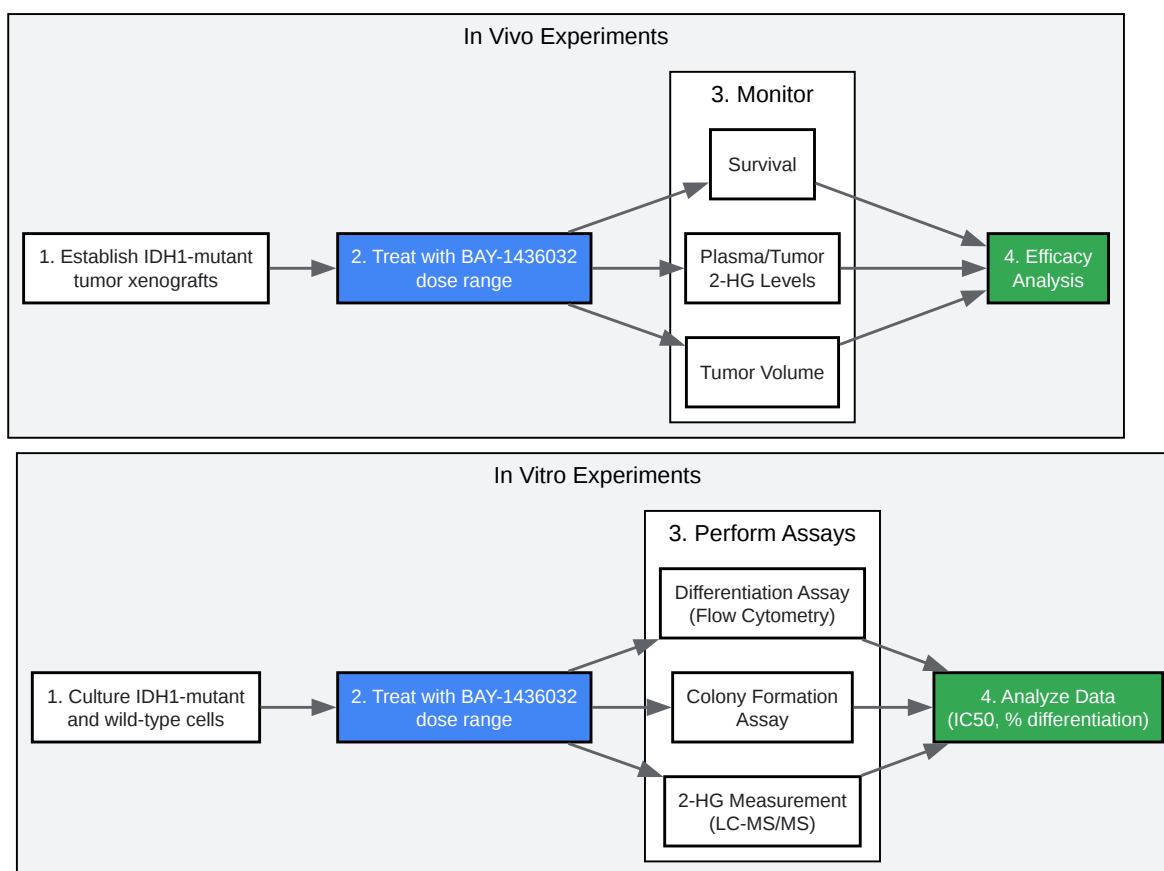 In Vivo Experiments
3. Monitor
Survival
1. Establish IDH1-mutant
tumor xenografts
2. Treat with BAY-1436032
dose range
Plasma/Tumor
2-HG Levels
4. Efficacy
Analysis
Tumor Volume
In Vitro Experiments
3. Perform Assays
Differentiation Assay
(Flow Cytometry)
1. Culture IDH1-mutant
and wild-type cells
2. Treat with BAY-1436032
dose range
Colony Formation
Assay
4. Analyze Data
(IC50, % differentiation)
2-HG Measurement
(LC-MS/MS)